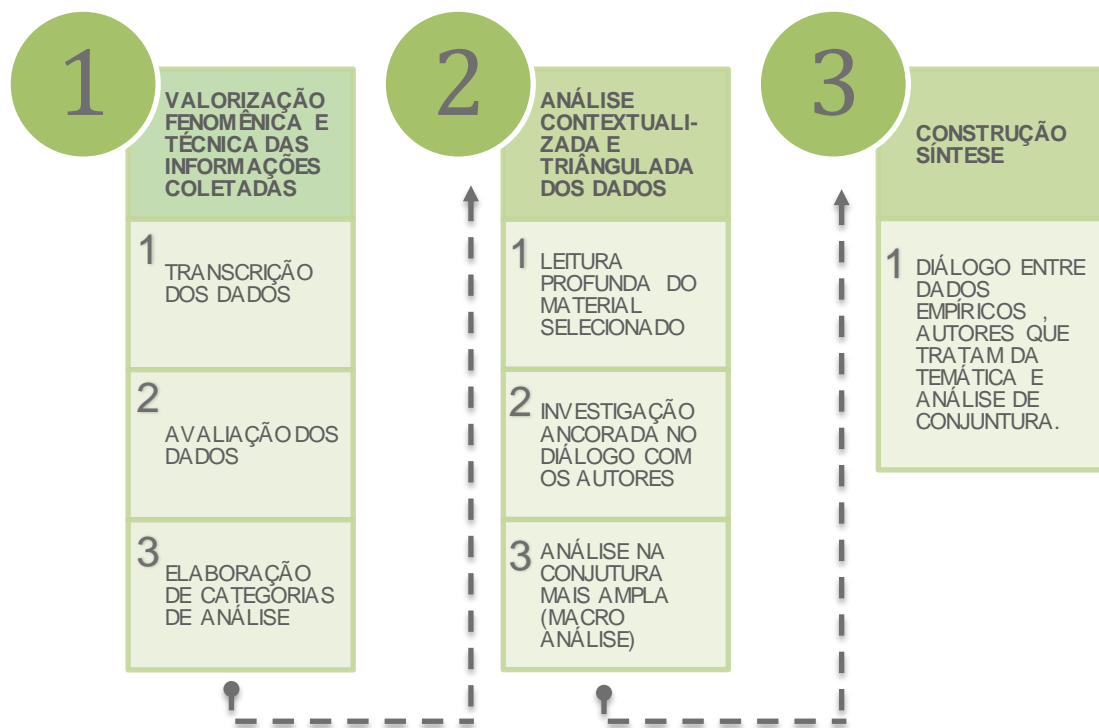 1
VALORIZAÇÃO
FENOMÊNICA E
TÉCNICA DAS
INFORMAÇÕES
COLETADAS
1
TRANSCRIÇÃO
DOS DADOS
2
AVALIAÇÃO DOS
DADOS
3
ELABORAÇÃO
DE CATEGORIAS
DE ANÁLISE
2
ANÁLISE
CONTEXTUALI-
ZADA E
TRIÂNGULADA
DOS DADOS
1
LEITURA
PROFUNDA DO
MATERIAL
SELECIONADO
2
INVESTIGAÇÃO
ANCORADA NO
DIÁLOGO COM
OS AUTORES
3
ANÁLISE NA
CONJUTURA
MAIS AMPLA
(MACRO
ANÁLISE)
3
CONSTRUÇÃO
SÍNTESE
1
DIÁLOGO ENTRE
DADOS
EMPÍRICOS ,
AUTORES QUE
TRATAM DA
TEMÁTICA E
ANÁLISE DE
CONJUNTURA.